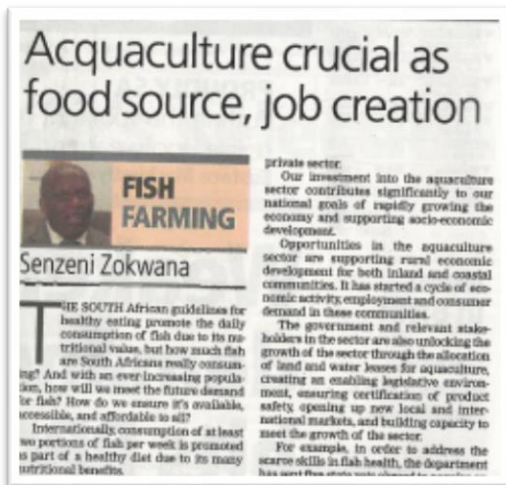 Acquaculture crucial as
food source, job creation
FISH
FARMING
Senzeni Zokwana
THE SOUTH African guidelines for
healthy eating promote the daily
consumption of fish due to its nu-
tritional value, but how much fish
are South Africans really consum-
ing? And with an ever-increasing popula-
tion, how will we meet the future demand
for fish? How do we ensure it's available,
accessible, and affordable to all?
Internationally, consumption of at least
two portions of fish per week is promoted
as part of a healthy diet due to its many
nutritional benefits.
private sector.
Our investment into the aquaculture
sector contributes significantly to our
national goals of rapidly growing the
economy and supporting socio-economic
development.
Opportunities in the aquaculture
sector are supporting rural economic
development for both inland and coastal
communities. It has started a cycle of eco-
nomic activity, employment and consumer
demand in these communities.
The government and relevant stake-
holders in the sector are also unlocking the
growth of the sector through the allocation
of land and water leases for aquaculture,
creating an enabling legislative environ-
ment, ensuring certification of product
safety, opening up new local and inter-
national markets, and building capacity to
meet the growth of the sector.
For example, in order to address the
scarce skills in fish health, the department